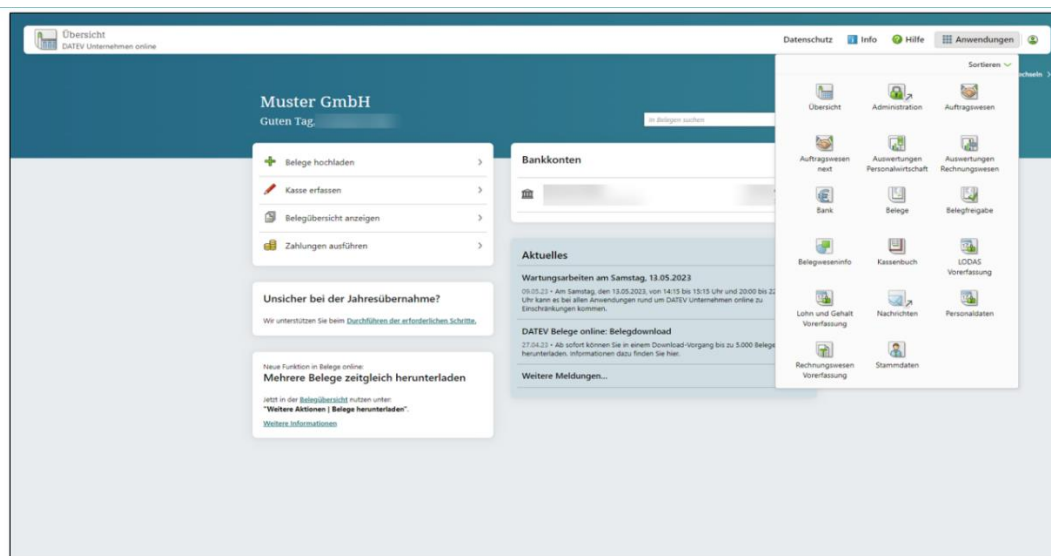 Übersicht
DATEV Unternehmen online
Datenschutz
Info
Hilfe
Anwendungen
Sortieren
Muster GmbH
Guten Tag,
in Belegen suchen
Belege hochladen
Kasse erfassen
Belegübersicht anzeigen
Zahlungen ausführen
Unsicher bei der Jahresübernahme?
Wir unterstützen Sie beim Durchführen der erforderlichen Schritte.
Neue Funktion in Belege online:
Mehrere Belege zeitgleich herunterladen
Jetzt in der Belegübersicht nutzen unter:
"Weitere Aktionen | Belege herunterladen".
Weitere Informationen
Bankkonten
Aktuelles
Wartungsarbeiten am Samstag, 13.05.2023
09.05.23 • Am Samstag, den 13.05.2023, von 14:15 bis 15:15 Uhr und 20:00 bis
Uhr kann es bei allen Anwendungen rund um DATEV Unternehmen online zu
Einschränkungen kommen.
DATEV Belege online: Belegdownload
27.04.23 • Ab sofort können Sie in einem Download-Vorgang bis zu 5.000 Belege
herunterladen. Informationen dazu finden Sie hier.
Weitere Meldungen...
Übersicht
Administration
Auftragswesen
Auftragswesen
next
Auswertungen
Personalwirtschaft
Auswertungen
Rechnungswesen
Bank
Belege
Belegfreigabe
Belegweseninfo
Kassenbuch
LODAS
Vorerfassung
Lohn und Gehalt
Vorerfassung
Nachrichten
Personaldaten
Rechnungswesen
Vorerfassung
Stammdaten